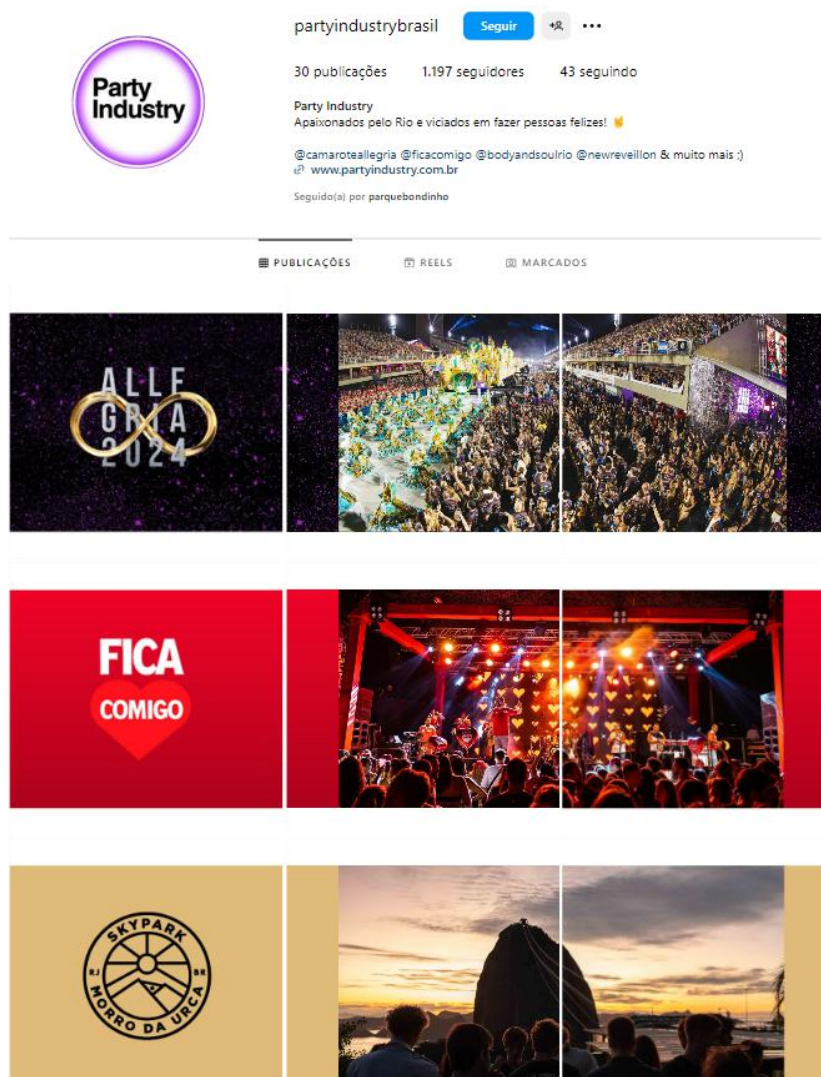 partyindustrybrasil Seguir
30 publicações 1.197 seguidores 43 seguindo
Party Industry
Party Industry
Apaixonados pelo Rio e viciados em fazer pessoas felizes! 🤘
@camaroteallegria @ficacomigo @bodyandsoulrio @newreveillon & muito mais ;)
www.partyindustry.com.br
Seguido(a) por parquebondinho
PUBLICAÇÕES REELS MARCADOS
ALLE
GRIA
2024
FICA
COMIGO
SKYPARK
RJ BR
MORRO DA URCA